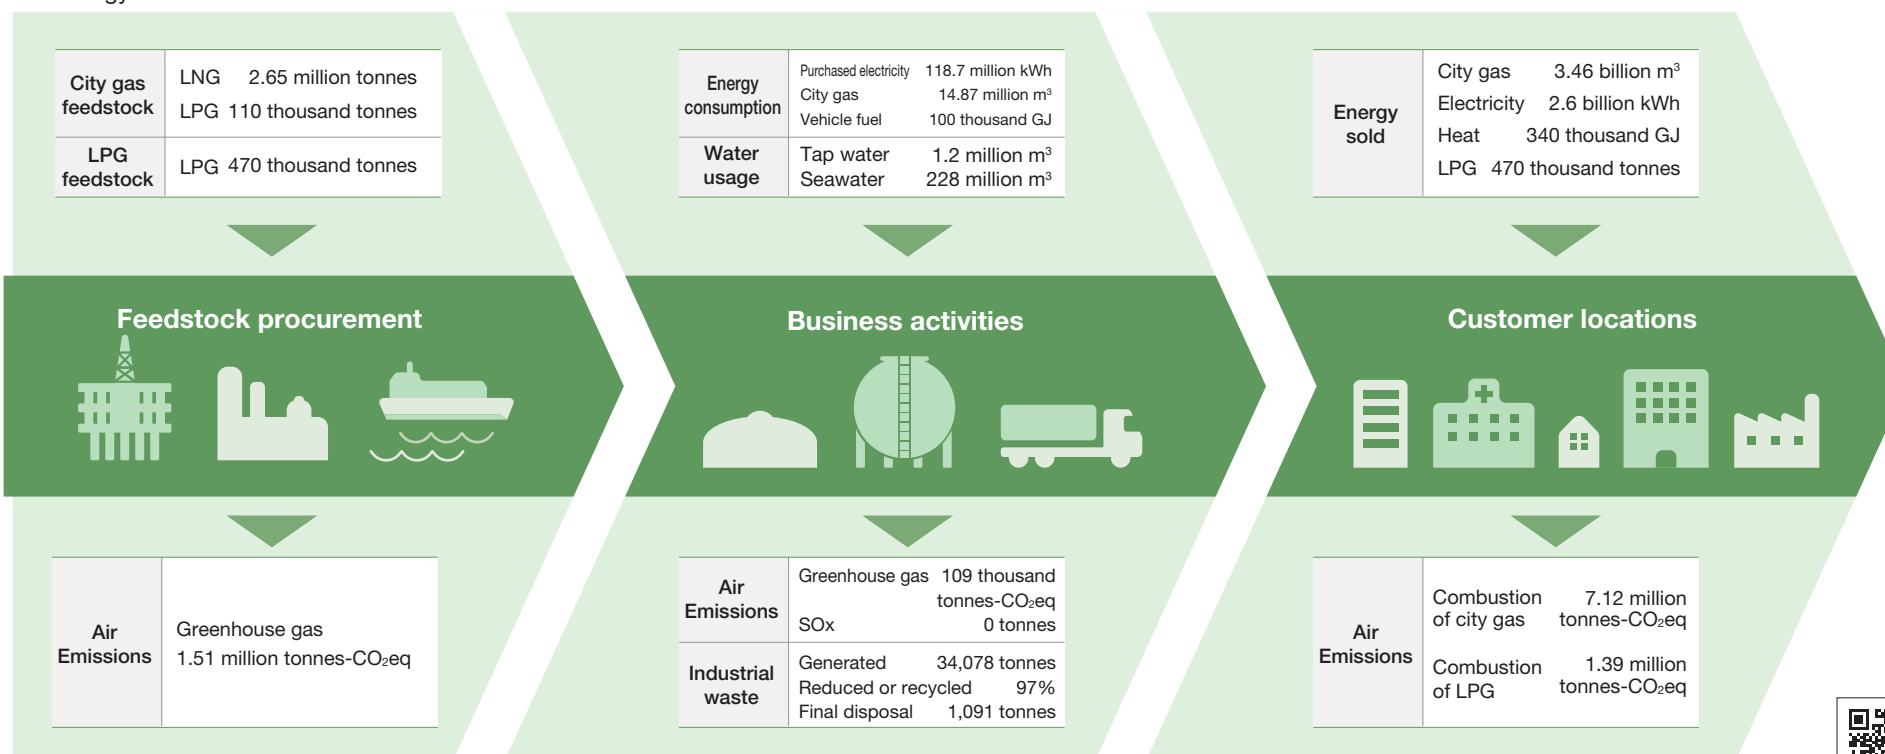 City gas
feedstock
LNG 2.65 million tonnes
LPG 110 thousand tonnes
LPG
feedstock
LPG 470 thousand tonnes
Energy
consumption
Purchased electricity 118.7 million kWh
City gas 14.87 million m³
Vehicle fuel 100 thousand GJ
Water
usage
Tap water 1.2 million m³
Seawater 228 million m³
Energy
sold
City gas 3.46 billion m³
Electricity 2.6 billion kWh
Heat 340 thousand GJ
LPG 470 thousand tonnes
Feedstock procurement
Business activities
Customer locations
Air
Emissions
Greenhouse gas
1.51 million tonnes-CO₂eq
Air
Emissions
Greenhouse gas 109 thousand
tonnes-CO₂eq
SOx 0 tonnes
Industrial
waste
Generated 34,078 tonnes
Reduced or recycled 97%
Final disposal 1,091 tonnes
Air
Emissions
Combustion 7.12 million
of city gas tonnes-CO₂eq
Combustion 1.39 million
of LPG tonnes-CO₂eq